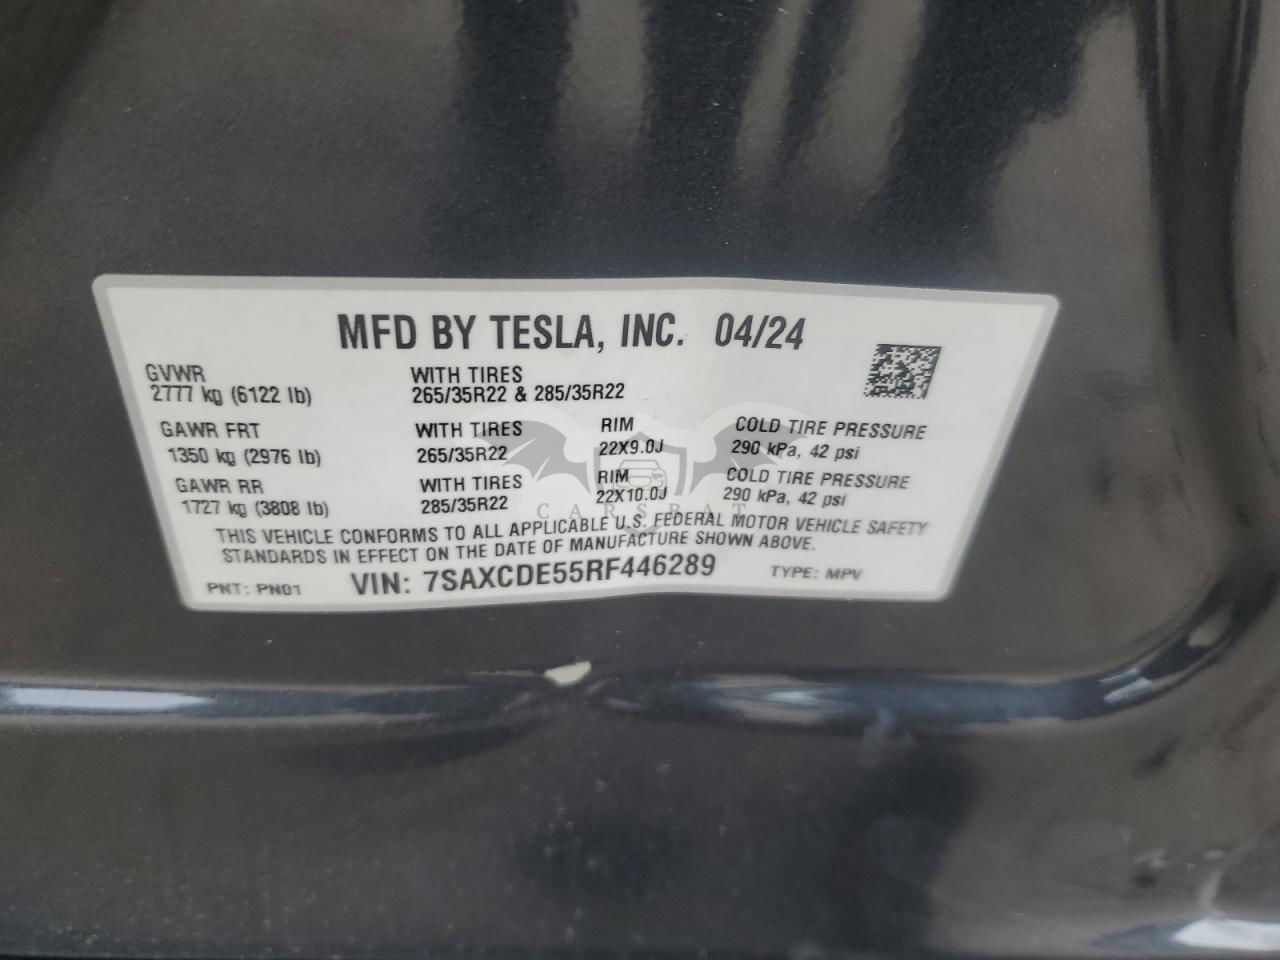 MFD BY TESLA, INC. 04/24
GVWR
2777 kg (6122 lb)
WITH TIRES
265/35R22 & 285/35R22
GAWR FRT
1350 kg (2976 lb)
WITH TIRES
265/35R22
RIM
22X9.0J
COLD TIRE PRESSURE
290 kPa, 42 psi
GAWR RR
1727 kg (3808 lb)
WITH TIRES
285/35R22
RIM
22X10.0J
COLD TIRE PRESSURE
290 kPa, 42 psi
CARSBAT
THIS VEHICLE CONFORMS TO ALL APPLICABLE U.S. FEDERAL MOTOR VEHICLE SAFETY
STANDARDS IN EFFECT ON THE DATE OF MANUFACTURE SHOWN ABOVE.
PNT: PN01 VIN: 7SAXCDE55RF446289 TYPE: MPV